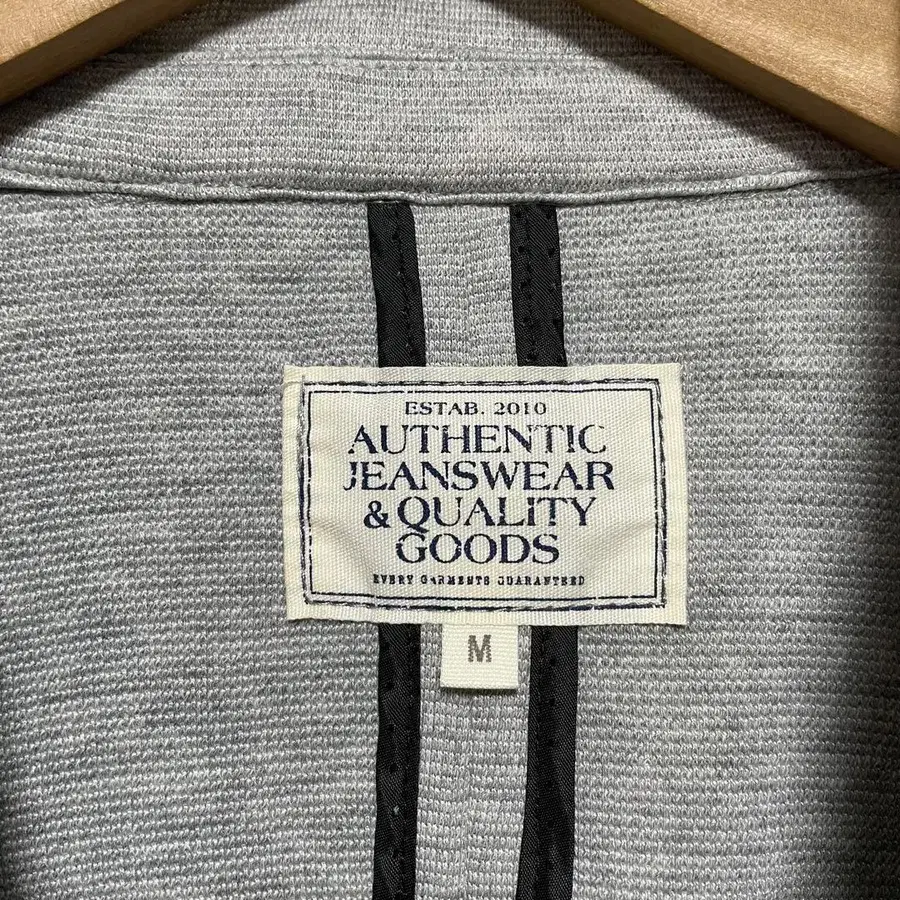 ESTAB. 2010
AUTHENTIC
JEANSWEAR
& QUALITY
GOODS
EVERY GARMENTS GUARANTEED
M